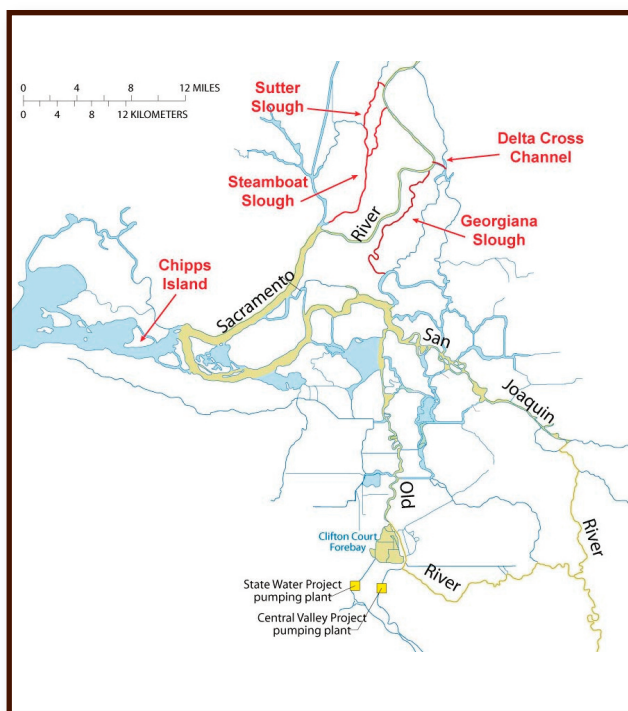 0 4 8 12 MILES
0 4 8 12 KILOMETERS
Sutter
Slough
Delta Cross
Channel
Steamboat
Slough
River
Georgiana
Slough
Chipps
Island
Sacramento
San
Joaquin
Old
River
Clifton Court
Forebay
River
State Water Project
pumping plant
Central Valley Project
pumping plant